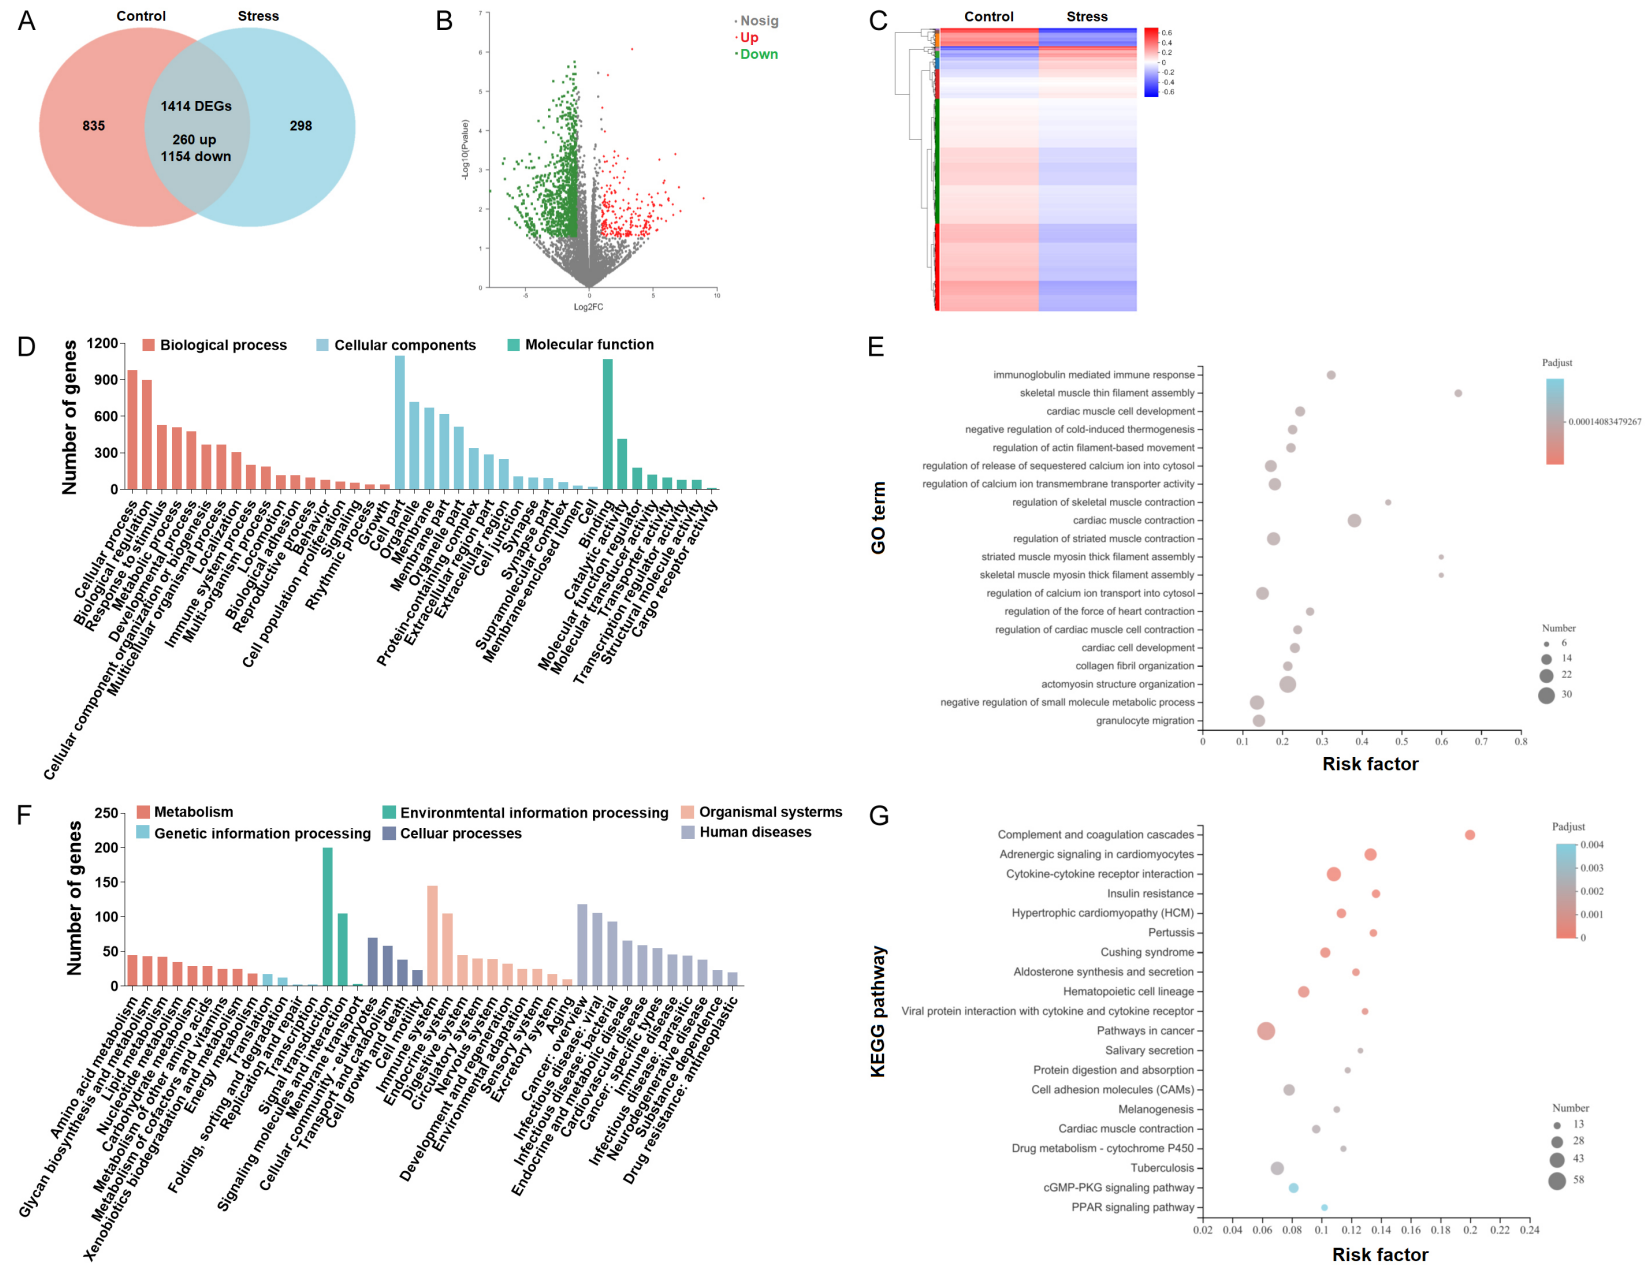 A
Control
Stress
835
1414 DEGs
260 up
1154 down
298
B
Nosig
Up
Down
7
6
5
4
3
2
1
0
-Log10(Pvalue)
-5
0
5
10
Log2FC
C
Control
Stress
0.6
0.4
0.2
0
-0.2
-0.4
-0.6
D
Biological process
Cellular components
Molecular function
Number of genes
1200
900
600
300
0
Cellular process
Biological regulation
Response to stimulus
Metabolic process
Developmental process
Cellular component organization or biogenesis
Multicellular organismal process
Localization
Immune system process
Multi-organism process
Locomotion
Biological adhesion
Reproductive process
Behavior
Cell population proliferation
Signaling
Rhythmic process
Growth
Cell part
Organelle
Membrane
Membrane part
Organelle part
Protein-containing complex
Extracellular region part
Extracellular region
Cell junction
Synapse
Synapse part
Supramolecular complex
Membrane-enclosed lumen
Cell
Binding
Catalytic activity
Molecular function regulator
Molecular transducer activity
Transporter activity
Transcription regulator activity
Structural molecule activity
Cargo receptor activity
E
GO term
immunoglobulin mediated immune response
skeletal muscle thin filament assembly
cardiac muscle cell development
negative regulation of cold-induced thermogenesis
regulation of actin filament-based movement
regulation of release of sequestered calcium ion into cytosol
regulation of calcium ion transmembrane transporter activity
regulation of skeletal muscle contraction
cardiac muscle contraction
regulation of striated muscle contraction
striated muscle myosin thick filament assembly
skeletal muscle myosin thick filament assembly
regulation of calcium ion transport into cytosol
regulation of the force of heart contraction
regulation of cardiac muscle cell contraction
cardiac cell development
collagen fibril organization
actomyosin structure organization
negative regulation of small molecule metabolic process
granulocyte migration
0
0.1
0.2
0.3
0.4
0.5
0.6
0.7
0.8
Risk factor
Padjust
0.00014083479267
Number
6
14
22
30
F
Metabolism
Genetic information processing
Environmtental information processing
Celluar processes
Organismal systerms
Human diseases
Number of genes
250
200
150
100
50
0
Amino acid metabolism
Glycan biosynthesis and metabolism
Lipid metabolism
Nucleotide metabolism
Carbohydrate metabolism
Metabolism of other amino acids
Metabolism of cofactors and vitamins
Xenobiotics biodegradation and metabolism
Energy metabolism
Translation
Folding, sorting and degradation
Replication and repair
Transcription
Signal transduction
Signaling molecules and interaction
Membrane transport
Cellular community - eukaryotes
Transport and catabolism
Cell growth and death
Cell motility
Immune system
Endocrine system
Digestive system
Circulatory system
Nervous system
Development and regeneration
Environmental adaptation
Sensory system
Excretory system
Aging
Cancer: overview
Infectious disease: viral
Infectious disease: bacterial
Endocrine and metabolic disease
Cardiovascular disease
Cancer: specific types
Immune disease
Infectious disease: parasitic
Neurodegenerative disease
Substance dependence
Drug resistance: antineoplastic
G
KEGG pathway
Complement and coagulation cascades
Adrenergic signaling in cardiomyocytes
Cytokine-cytokine receptor interaction
Insulin resistance
Hypertrophic cardiomyopathy (HCM)
Pertussis
Cushing syndrome
Aldosterone synthesis and secretion
Hematopoietic cell lineage
Viral protein interaction with cytokine and cytokine receptor
Pathways in cancer
Salivary secretion
Protein digestion and absorption
Cell adhesion molecules (CAMs)
Melanogenesis
Cardiac muscle contraction
Drug metabolism - cytochrome P450
Tuberculosis
cGMP-PKG signaling pathway
PPAR signaling pathway
0.02
0.04
0.06
0.08
0.1
0.12
0.14
0.16
0.18
0.2
0.22
0.24
Risk factor
Padjust
0.004
0.003
0.002
0.001
0
Number
13
28
43
58